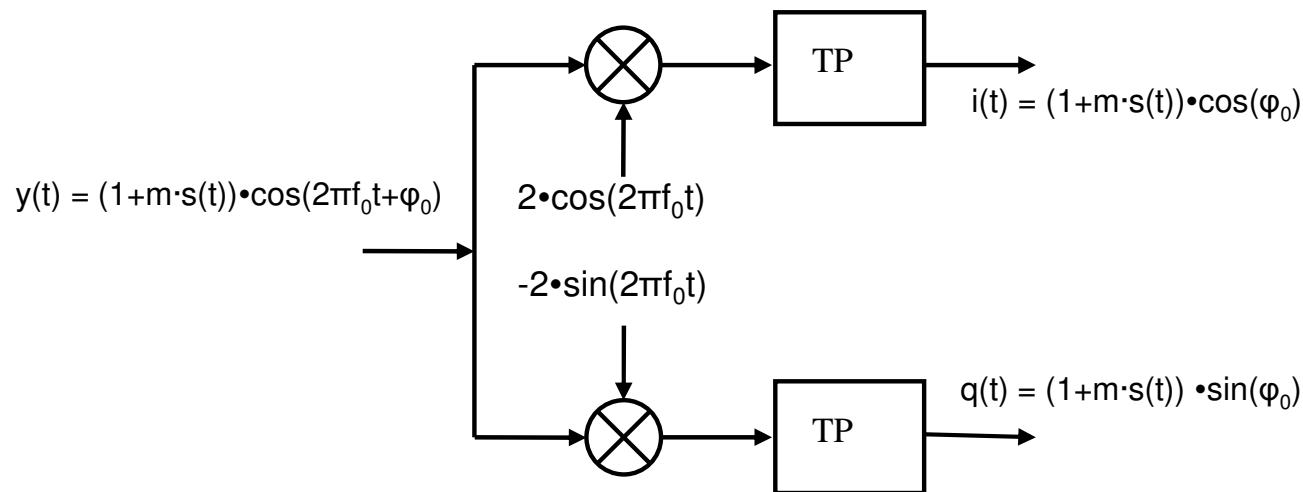 TP
i(t) = (1+m·s(t))•cos(φ₀)
y(t) = (1+m·s(t))•cos(2πf₀t+φ₀)
2•cos(2πf₀t)
-2•sin(2πf₀t)
q(t) = (1+m·s(t)) •sin(φ₀)
TP